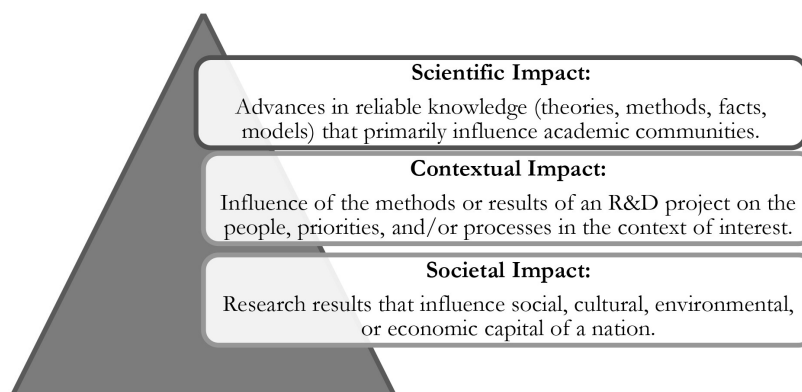 Scientific Impact:
Advances in reliable knowledge (theories, methods, facts,
models) that primarily influence academic communities.
Contextual Impact:
Influence of the methods or results of an R&D project on the
people, priorities, and/or processes in the context of interest.
Societal Impact:
Research results that influence social, cultural, environmental,
or economic capital of a nation.